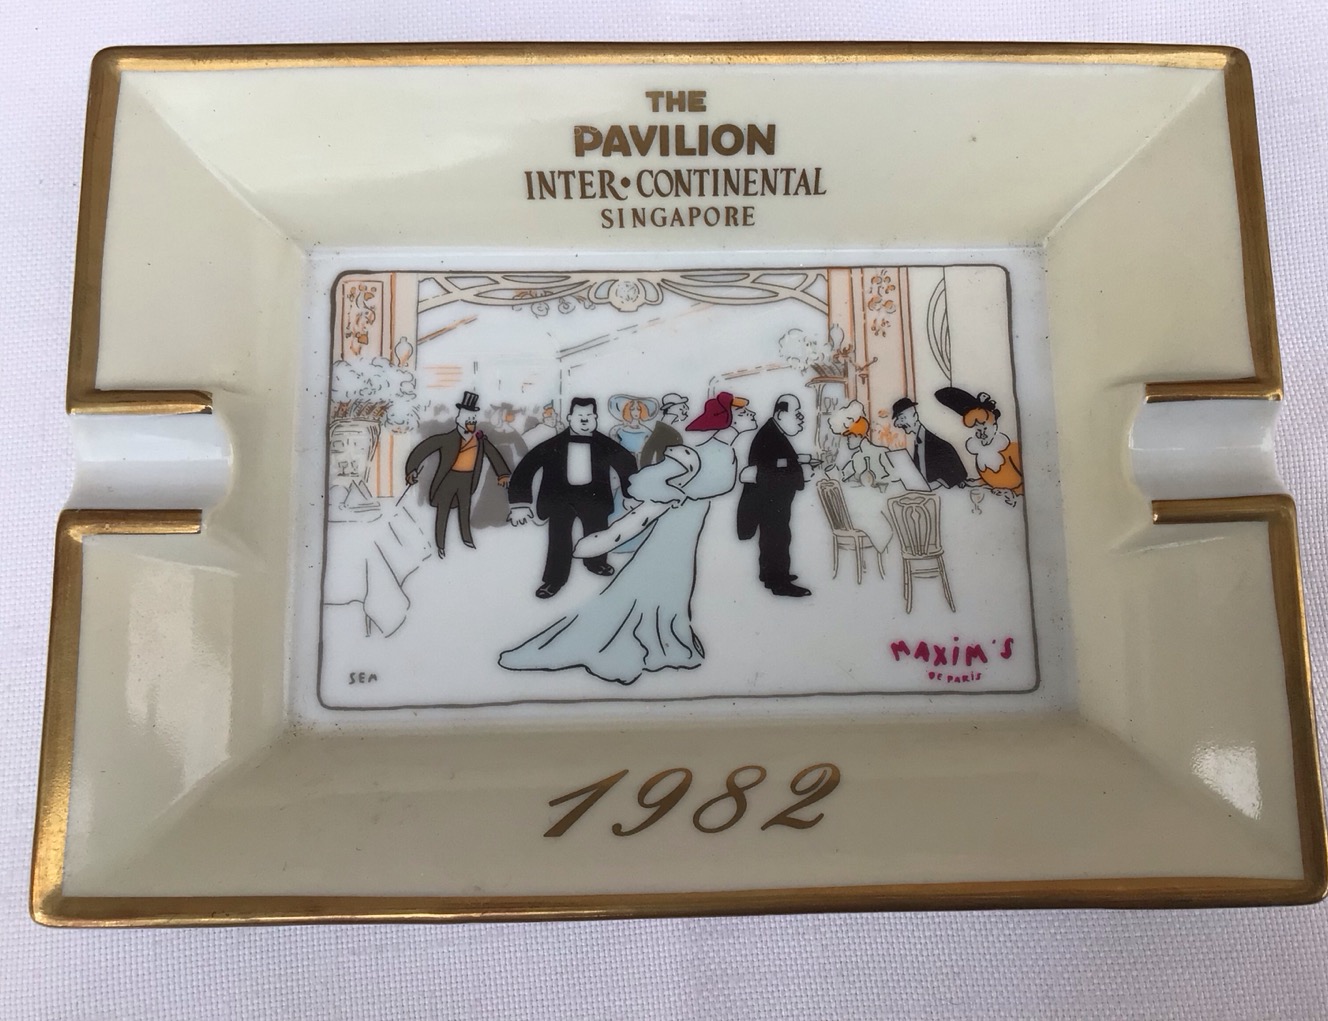 THE
PAVILION
INTER•CONTINENTAL
SINGAPORE
SEM
MAXIM'S
DE PARIS
1982